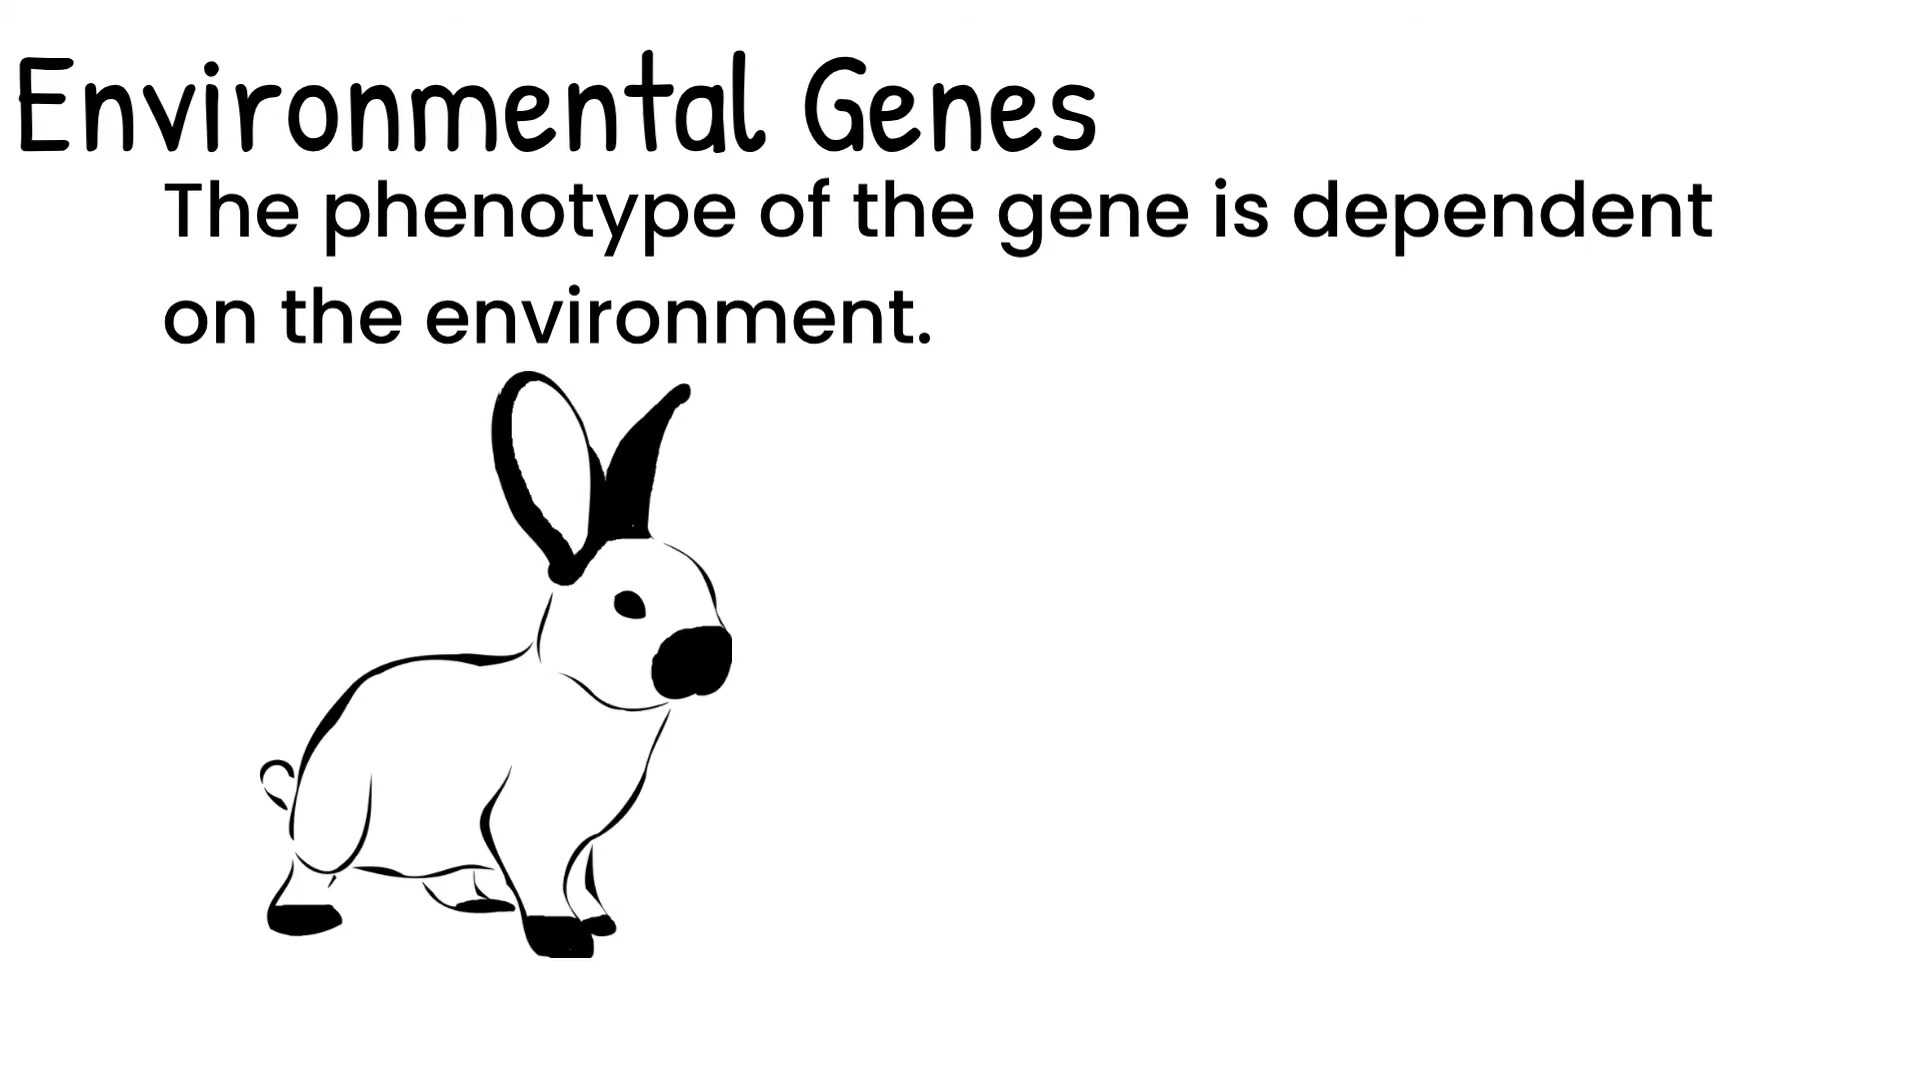 Environmental Genes
The phenotype of the gene is dependent
on the environment.